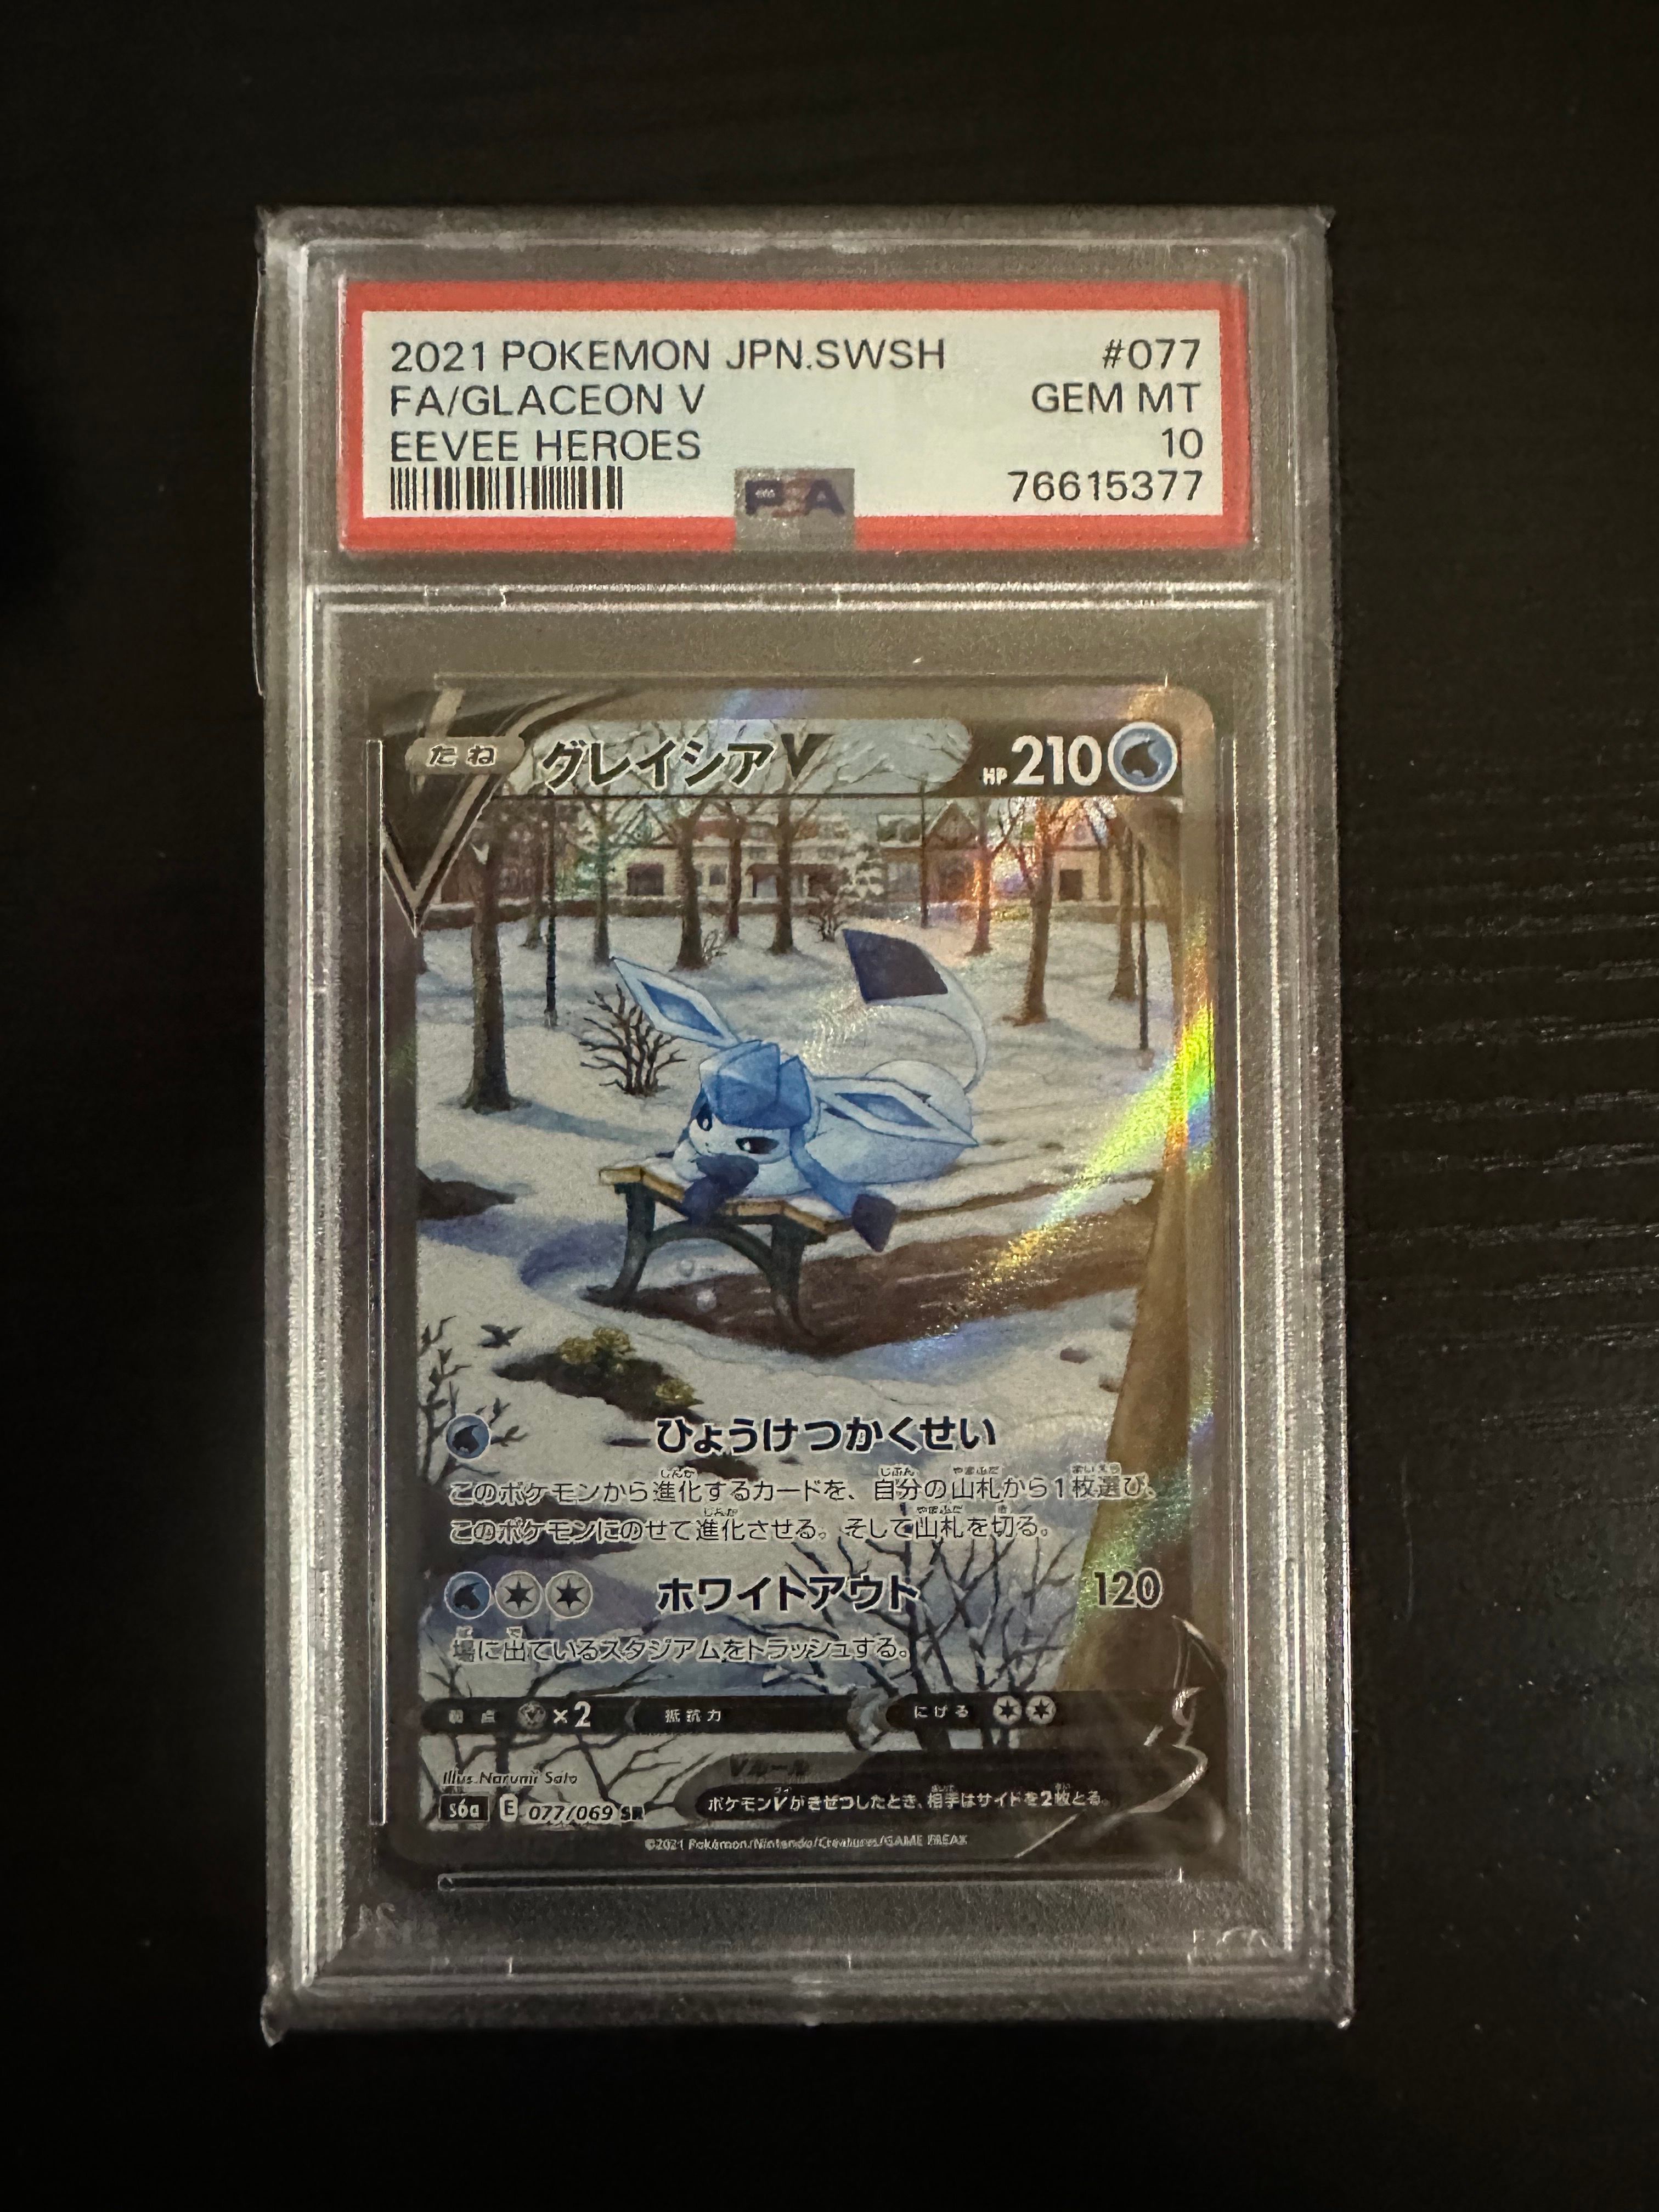 2021 POKEMON JPN.SWSH #077
FA/GLACEON V GEM MT
EEVEE HEROES 10
76615377
PSA
たね グレイシアV HP 210
ひょうけつかくせい
このポケモンから進化するカードを、自分の山札から1枚選び、
このポケモンにのせて進化させる。そして山札を切る。
ホワイトアウト 120
場に出ているスタジアムをトラッシュする。
弱点 ×2 抵抗力 にげる
Illus. Narumi Sato
Vルール
ポケモンVがきぜつしたとき、相手はサイドを2枚とる。
s6a E 077/069 SR
©2021 Pokémon/Nintendo/Creatures/GAME FREAK